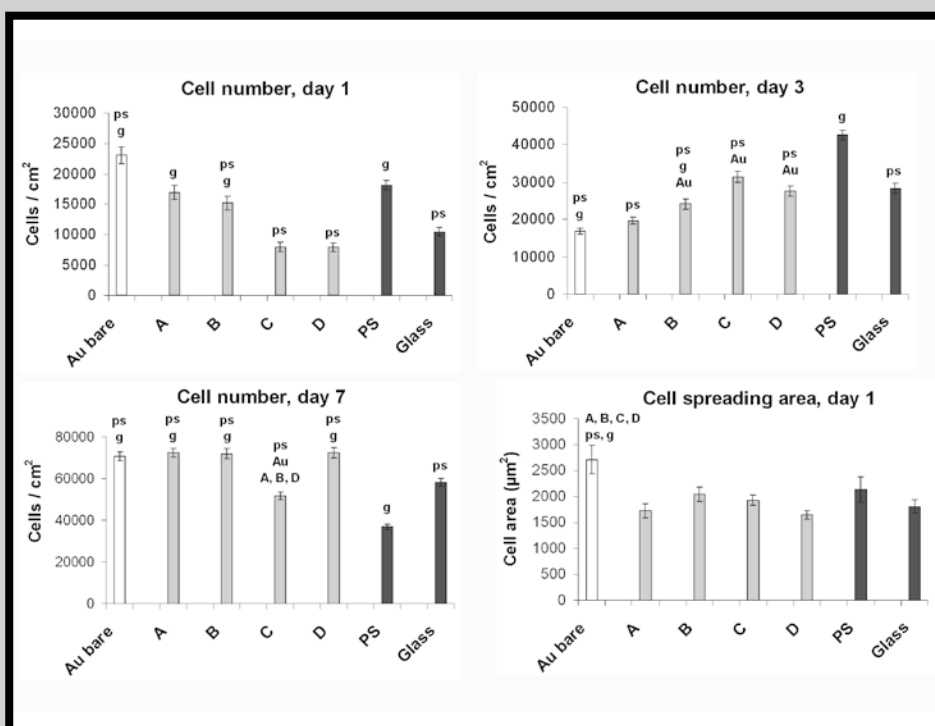 Cell number, day 1
Cells / cm²
30000
25000
20000
15000
10000
5000
0
ps
g
g
ps
g
ps
ps
g
ps
Au bare
A
B
C
D
PS
Glass
Cell number, day 3
Cells / cm²
50000
40000
30000
20000
10000
0
ps
g
ps
ps
g
Au
ps
Au
ps
Au
g
ps
Au bare
A
B
C
D
PS
Glass
Cell number, day 7
Cells / cm²
80000
60000
40000
20000
0
ps
g
ps
g
ps
g
ps
Au
A, B, D
ps
g
g
ps
Au bare
A
B
C
D
PS
Glass
Cell spreading area, day 1
Cell area (µm²)
3500
3000
2500
2000
1500
1000
500
0
A, B, C, D
ps, g
Au bare
A
B
C
D
PS
Glass